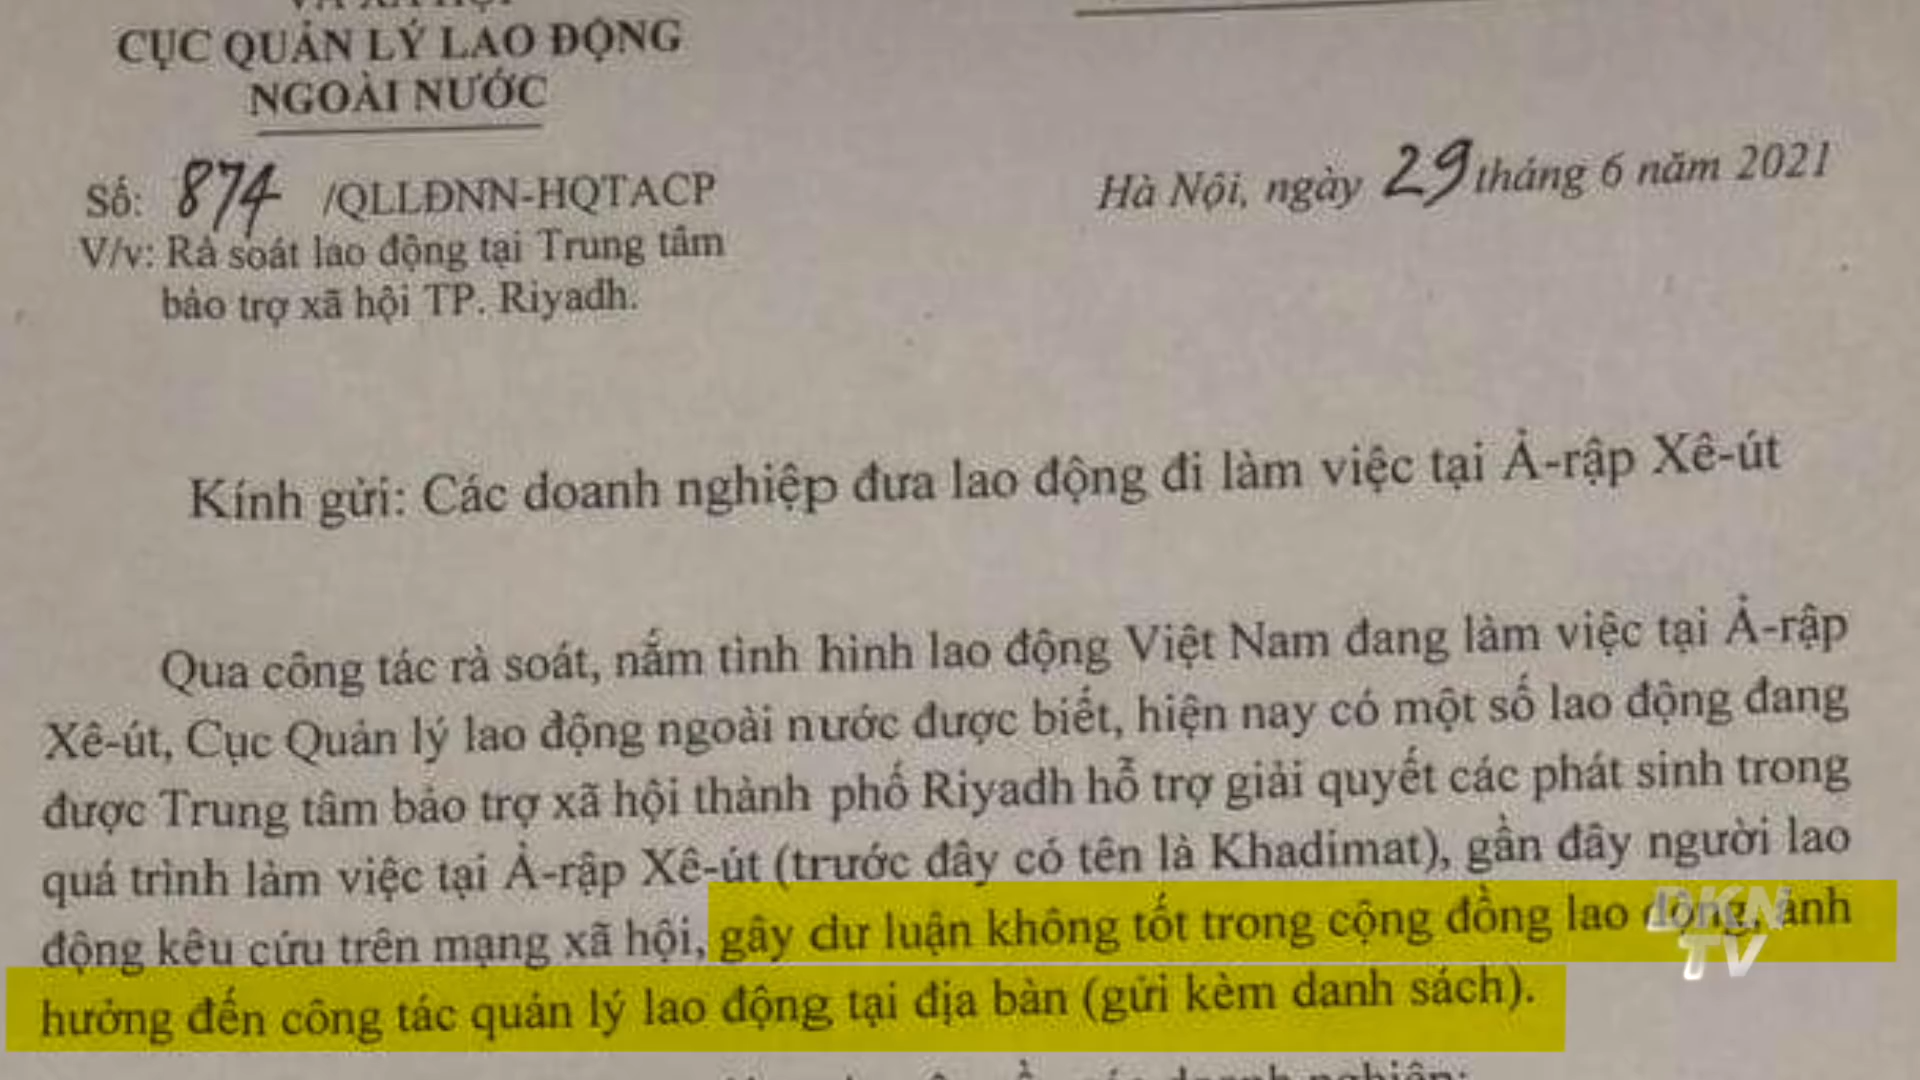 VÀ XÃ HỘI
CỤC QUẢN LÝ LAO ĐỘNG
NGOÀI NƯỚC
Số: 874 /QLLĐNN-HQTACP
Hà Nội, ngày 29 tháng 6 năm 2021
V/v: Rà soát lao động tại Trung tâm
bảo trợ xã hội TP. Riyadh.
Kính gửi: Các doanh nghiệp đưa lao động đi làm việc tại Ả-rập Xê-út
Qua công tác rà soát, nắm tình hình lao động Việt Nam đang làm việc tại Ả-rập
Xê-út, Cục Quản lý lao động ngoài nước được biết, hiện nay có một số lao động đang
được Trung tâm bảo trợ xã hội thành phố Riyadh hỗ trợ giải quyết các phát sinh trong
quá trình làm việc tại Ả-rập Xê-út (trước đây có tên là Khadimat), gần đây người lao
động kêu cứu trên mạng xã hội, gây dư luận không tốt trong cộng đồng lao động, ảnh
hưởng đến công tác quản lý lao động tại địa bàn (gửi kèm danh sách).
DKN
TV
các doanh nghiệp: